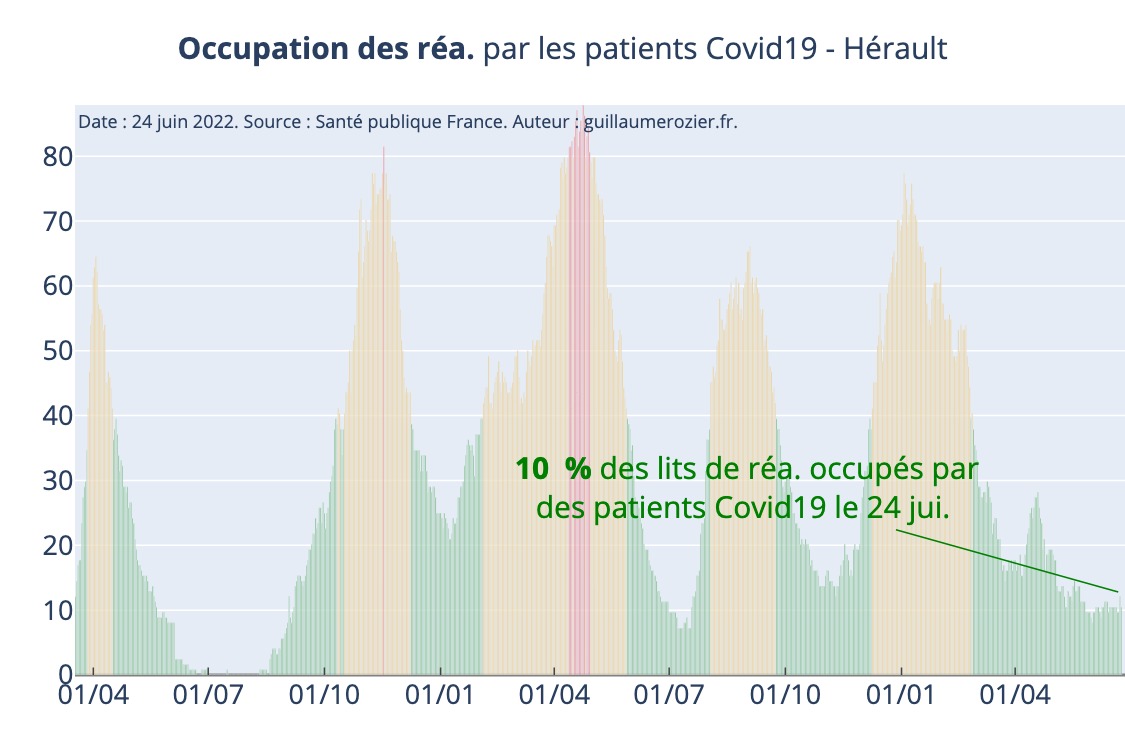 Occupation des réa. par les patients Covid19 - Hérault
Date : 24 juin 2022. Source : Santé publique France. Auteur : guillaumerozier.fr.
80
70
60
50
40
30
20
10
0
10 % des lits de réa. occupés par
des patients Covid19 le 24 jui.
01/04 01/07 01/10 01/01 01/04 01/07 01/10 01/01 01/04